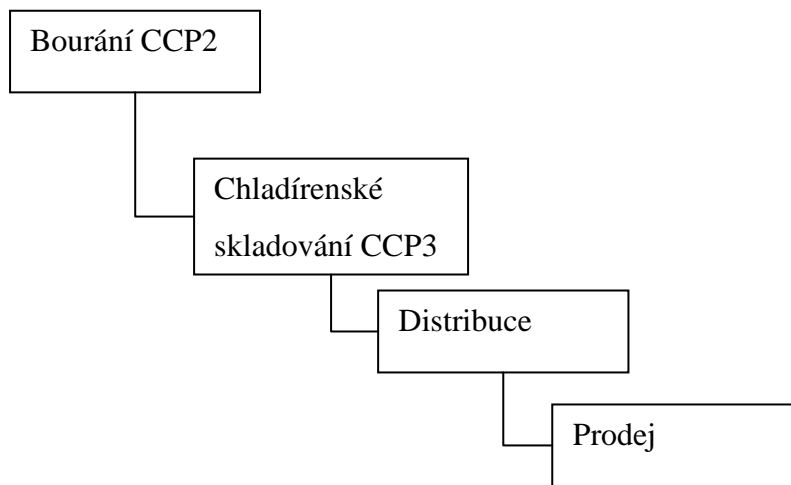 Bourání CCP2
Chladírenské
skladování CCP3
Distribuce
Prodej